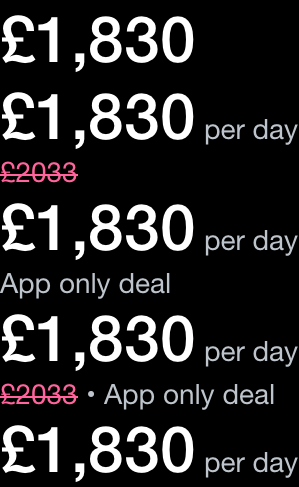 £1,830
£1,830 per day
£2033
£1,830 per day
App only deal
£1,830 per day
£2033 • App only deal
£1,830 per day